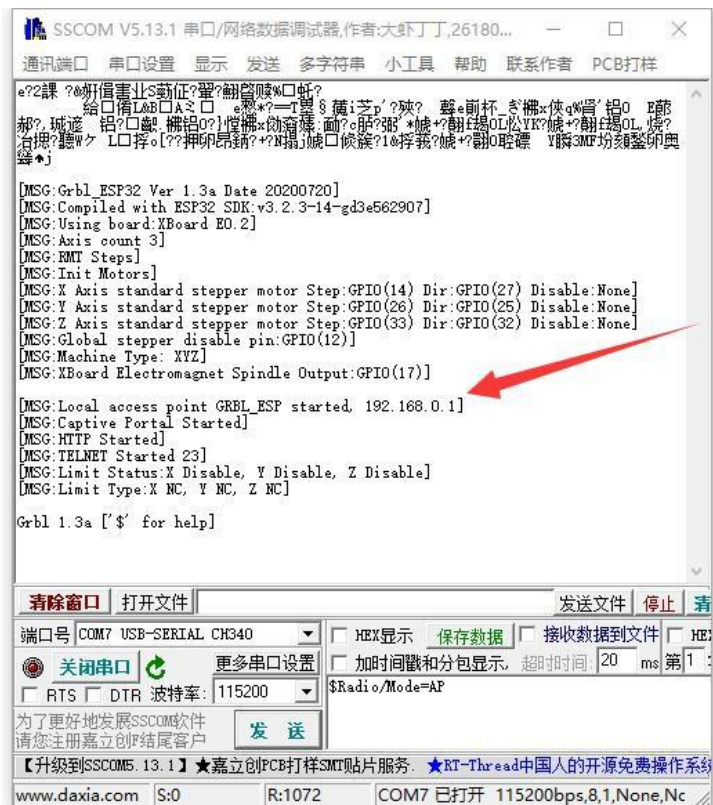 SSCOM V5.13.1 串口/网络数据调试器,作者:大虾丁丁,26180...
通讯端口 串口设置 显示 发送 多字符串 小工具 帮助 联系作者 PCB打样
[MSG:Grbl_ESP32 Ver 1.3a Date 20200720]
[MSG:Compiled with ESP32 SDK:v3.2.3-14-gd3e562907]
[MSG:Using board:XBoard E0.2]
[MSG:Axis count 3]
[MSG:RMT Steps]
[MSG:Init Motors]
[MSG:X Axis standard stepper motor Step:GPIO(14) Dir:GPIO(27) Disable:None]
[MSG:Y Axis standard stepper motor Step:GPIO(26) Dir:GPIO(25) Disable:None]
[MSG:Z Axis standard stepper motor Step:GPIO(33) Dir:GPIO(32) Disable:None]
[MSG:Global stepper disable pin:GPIO(12)]
[MSG:Machine Type: XYZ]
[MSG:XBoard Electromagnet Spindle Output:GPIO(17)]
[MSG:Local access point GRBL_ESP started, 192.168.0.1]
[MSG:Captive Portal Started]
[MSG:HTTP Started]
[MSG:TELNET Started 23]
[MSG:Limit Status:X Disable, Y Disable, Z Disable]
[MSG:Limit Type:X NC, Y NC, Z NC]
Grbl 1.3a ['$' for help]
清除窗口 打开文件 发送文件 停止 清
端口号 COM7 USB-SERIAL CH340 HEX显示 保存数据 接收数据到文件 HE
关闭串口 更多串口设置 加时间戳和分包显示, 超时时间: 20 ms 第1
RTS DTR 波特率: 115200 $Radio/Mode=AP
为了更好地发展SSCOM软件
请您注册嘉立创F结尾客户 发 送
【升级到SSCOM5.13.1】★嘉立创PCB打样SMT贴片服务. ★RT-Thread中国人的开源免费操作系
www.daxia.com S:0 R:1072 COM7 已打开 115200bps,8,1,None,Nc